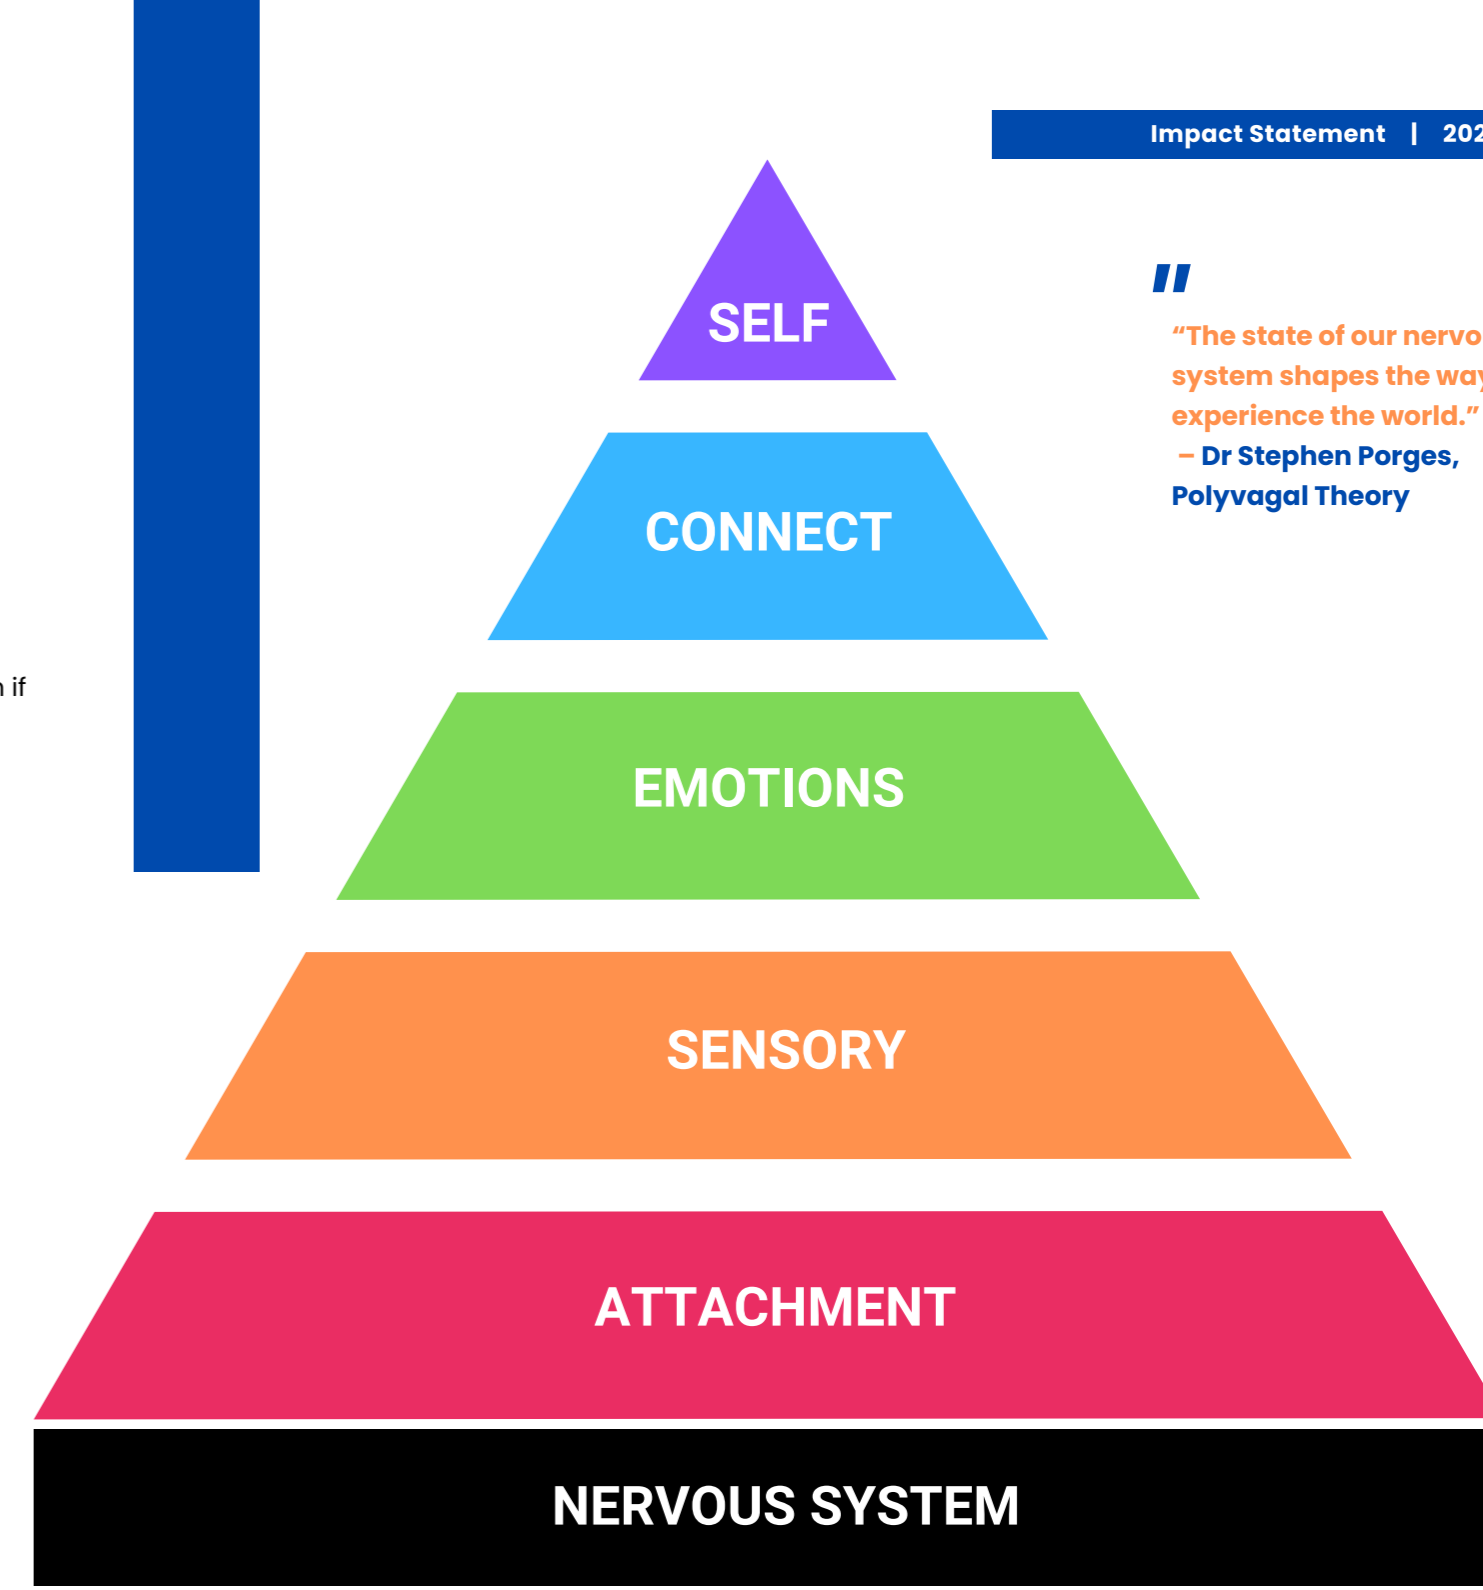 Impact Statement | 202
"
“The state of our nervo
system shapes the way
experience the world.”
– Dr Stephen Porges,
Polyvagal Theory
SELF
CONNECT
if
EMOTIONS
SENSORY
ATTACHMENT
NERVOUS SYSTEM